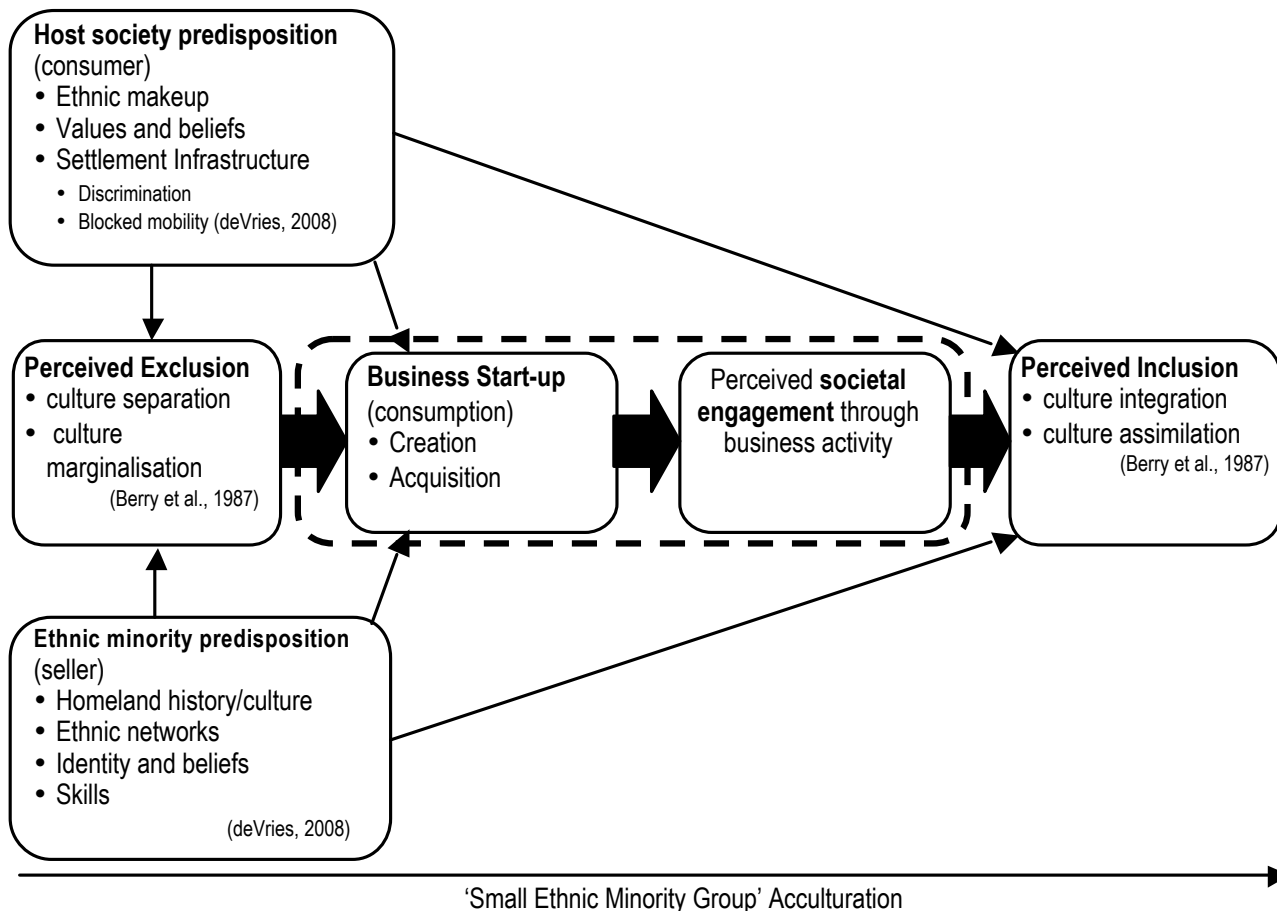 Host society predisposition
(consumer)
• Ethnic makeup
• Values and beliefs
• Settlement Infrastructure
• Discrimination
• Blocked mobility (deVries, 2008)
Perceived Exclusion
• culture separation
• culture
marginalisation
(Berry et al., 1987)
Business Start-up
(consumption)
• Creation
• Acquisition
Perceived societal
engagement through
business activity
Perceived Inclusion
• culture integration
• culture assimilation
(Berry et al., 1987)
Ethnic minority predisposition
(seller)
• Homeland history/culture
• Ethnic networks
• Identity and beliefs
• Skills
(deVries, 2008)
‘Small Ethnic Minority Group’ Acculturation